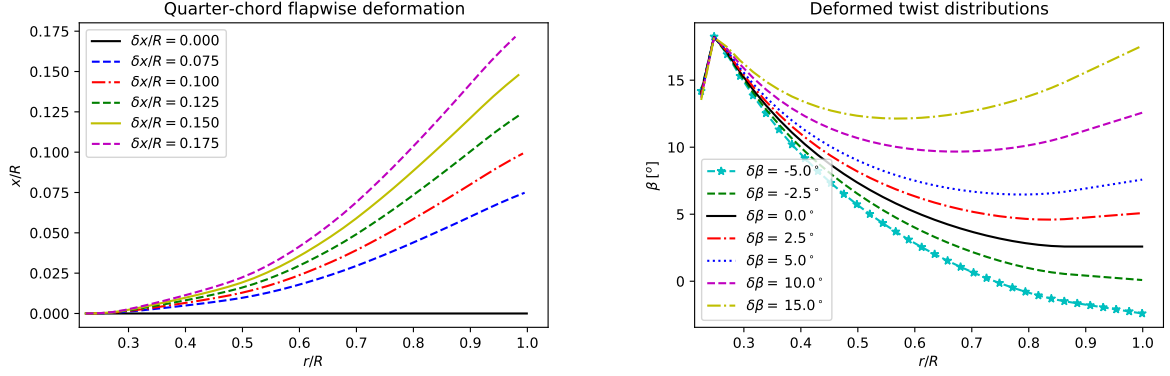 Quarter-chord flapwise deformation
0.175
0.150
0.125
0.100
0.075
0.050
0.025
0.000
x/R
δx/R = 0.000
δx/R = 0.075
δx/R = 0.100
δx/R = 0.125
δx/R = 0.150
δx/R = 0.175
0.3 0.4 0.5 0.6 0.7 0.8 0.9 1.0
r/R
Deformed twist distributions
15
10
5
0
β [°]
δβ = -5.0°
δβ = -2.5°
δβ = 0.0°
δβ = 2.5°
δβ = 5.0°
δβ = 10.0°
δβ = 15.0°
0.3 0.4 0.5 0.6 0.7 0.8 0.9 1.0
r/R